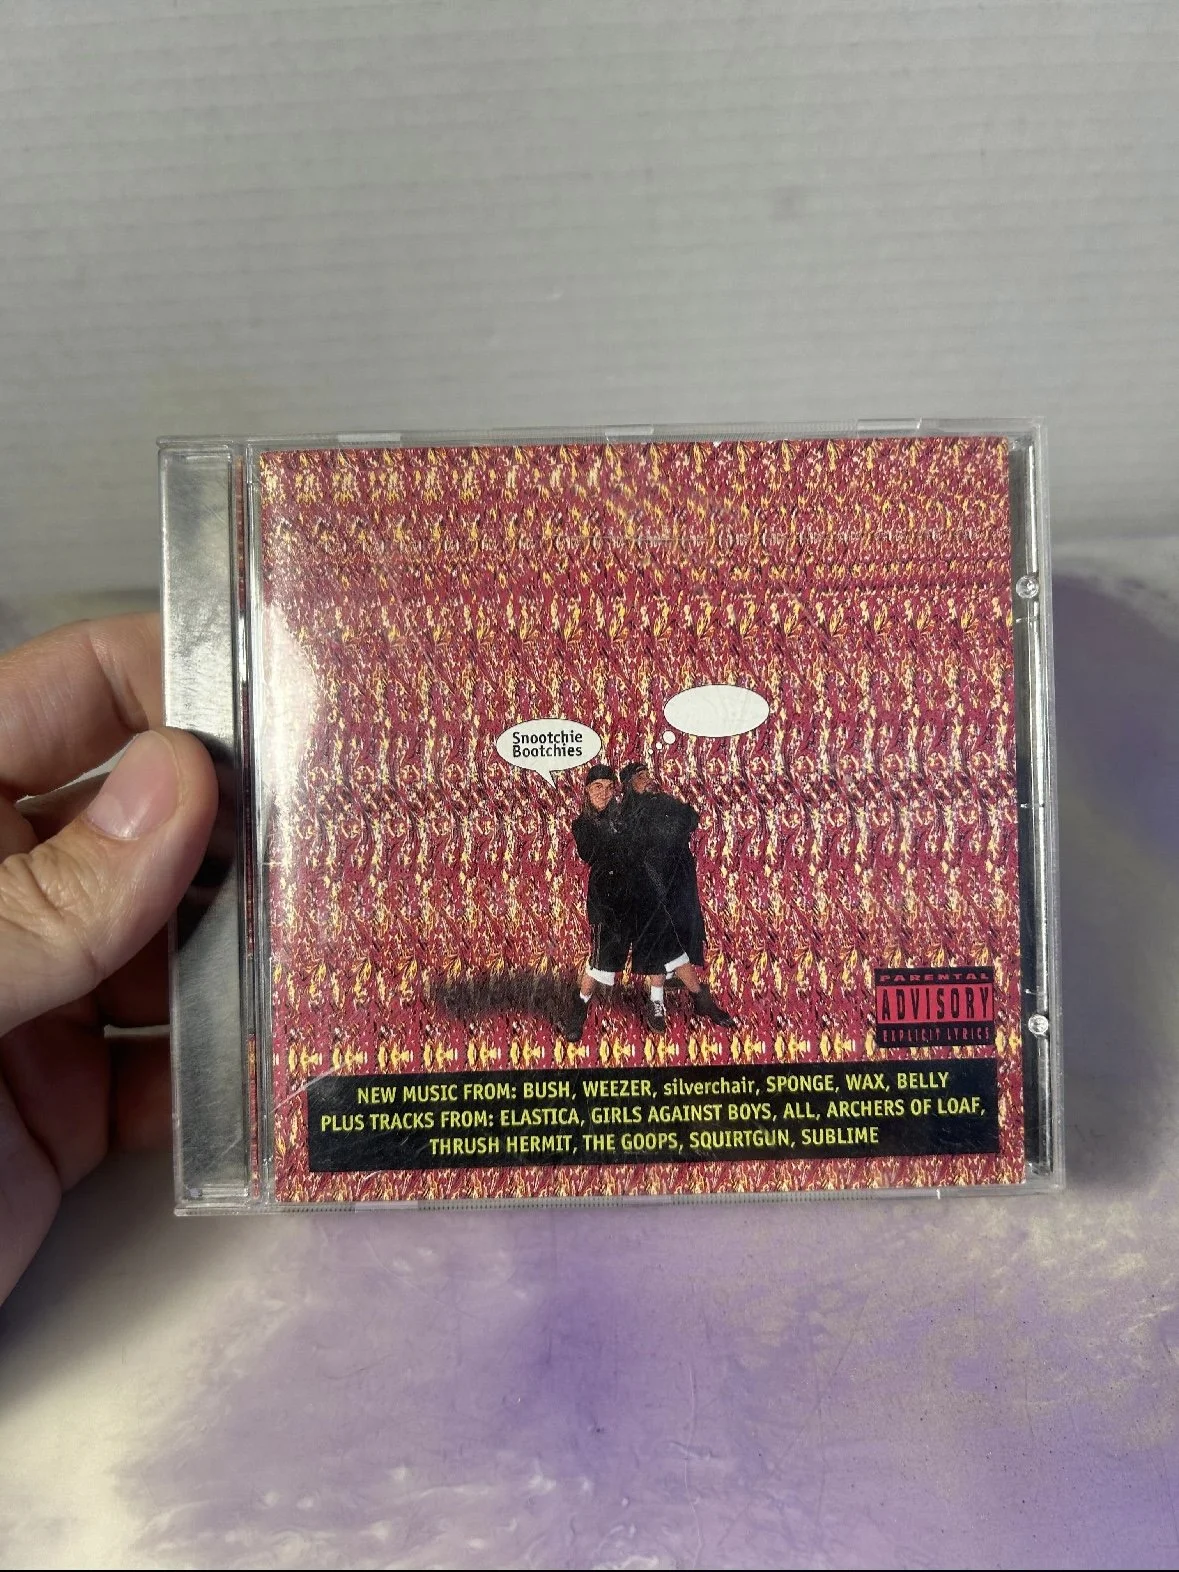 Snootchie
Bootchies
PARENTAL
ADVISORY
EXPLICIT LYRICS
NEW MUSIC FROM: BUSH, WEEZER, silverchair, SPONGE, WAX, BELLY
PLUS TRACKS FROM: ELASTICA, GIRLS AGAINST BOYS, ALL, ARCHERS OF LOAF,
THRUSH HERMIT, THE GOOPS, SQUIRTGUN, SUBLIME